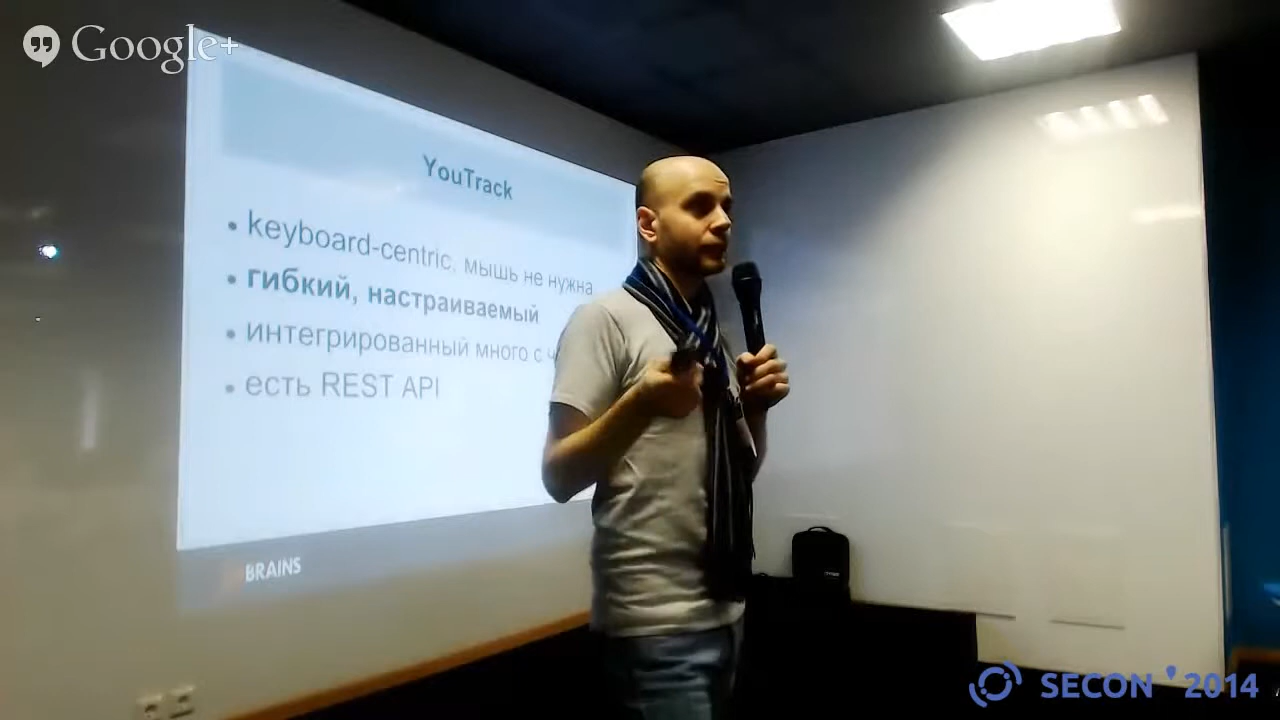 Google+
YouTrack
• keyboard-centric, мышь не нужна
• гибкий, настраиваемый
• интегрированный много с ч
• есть REST API
BRAINS
SECON '2014